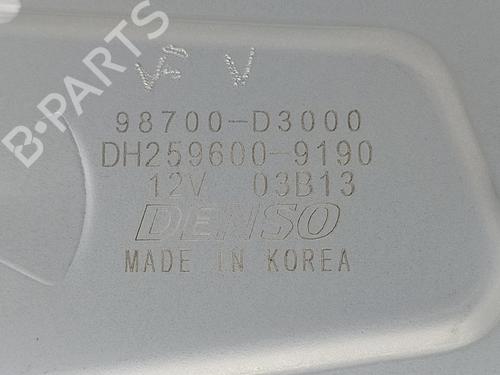 V V
98700-D3000
DH259600-9190
12V 03B13
DENSO
MADE IN KOREA
B-PARTS